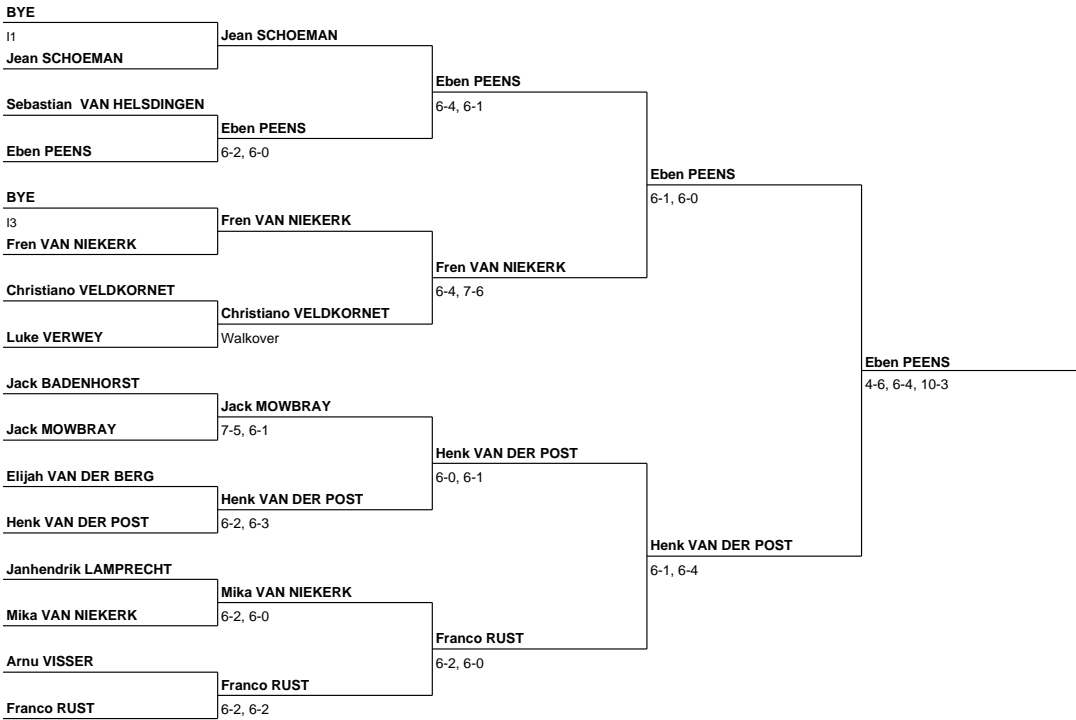 BYE
I1
Jean SCHOEMAN
Sebastian  VAN HELSDINGEN
Eben PEENS
BYE
I3
Fren VAN NIEKERK
Christiano VELDKORNET
Luke VERWEY
Jack BADENHORST
Jack MOWBRAY
Elijah VAN DER BERG
Henk VAN DER POST
Janhendrik LAMPRECHT
Mika VAN NIEKERK
Arnu VISSER
Franco RUST
Jean SCHOEMAN
Eben PEENS
6-2, 6-0
Fren VAN NIEKERK
Christiano VELDKORNET
Walkover
Jack MOWBRAY
7-5, 6-1
Henk VAN DER POST
6-2, 6-3
Mika VAN NIEKERK
6-2, 6-0
Franco RUST
6-2, 6-2
Eben PEENS
6-4, 6-1
Fren VAN NIEKERK
6-4, 7-6
Henk VAN DER POST
6-0, 6-1
Franco RUST
6-2, 6-0
Eben PEENS
6-1, 6-0
Henk VAN DER POST
6-1, 6-4
Eben PEENS
4-6, 6-4, 10-3